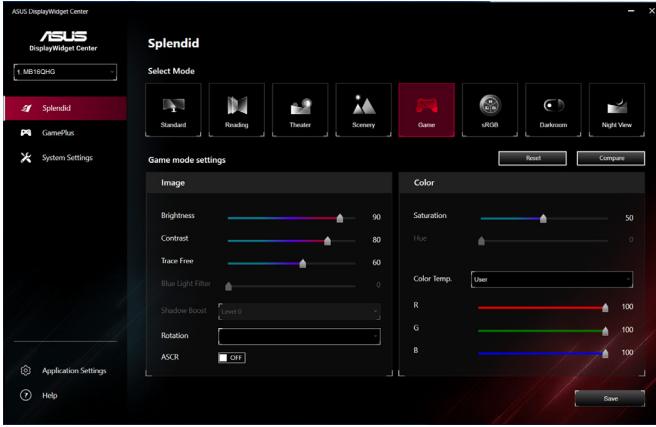 ASUS DisplayWidget Center
ASUS
DisplayWidget Center
1. MB16QHG
Splendid
GamePlus
System Settings
Application Settings
? Help
Splendid
Select Mode
Standard
Reading
Theater
Scenery
Game
sRGB
Darkroom
Night View
Game mode settings
Reset
Compare
Image
Brightness 90
Contrast 80
Trace Free 60
Blue Light Filter 0
Shadow Boost Level 0
Rotation
ASCR OFF
Color
Saturation 50
Hue 0
Color Temp. User
R 100
G 100
B 100
Save